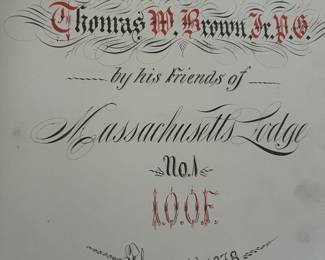 Thomas W. Brown, Jr. P. G.
by his Friends of
Massachusetts Lodge
No. 1
I.O.O.F.